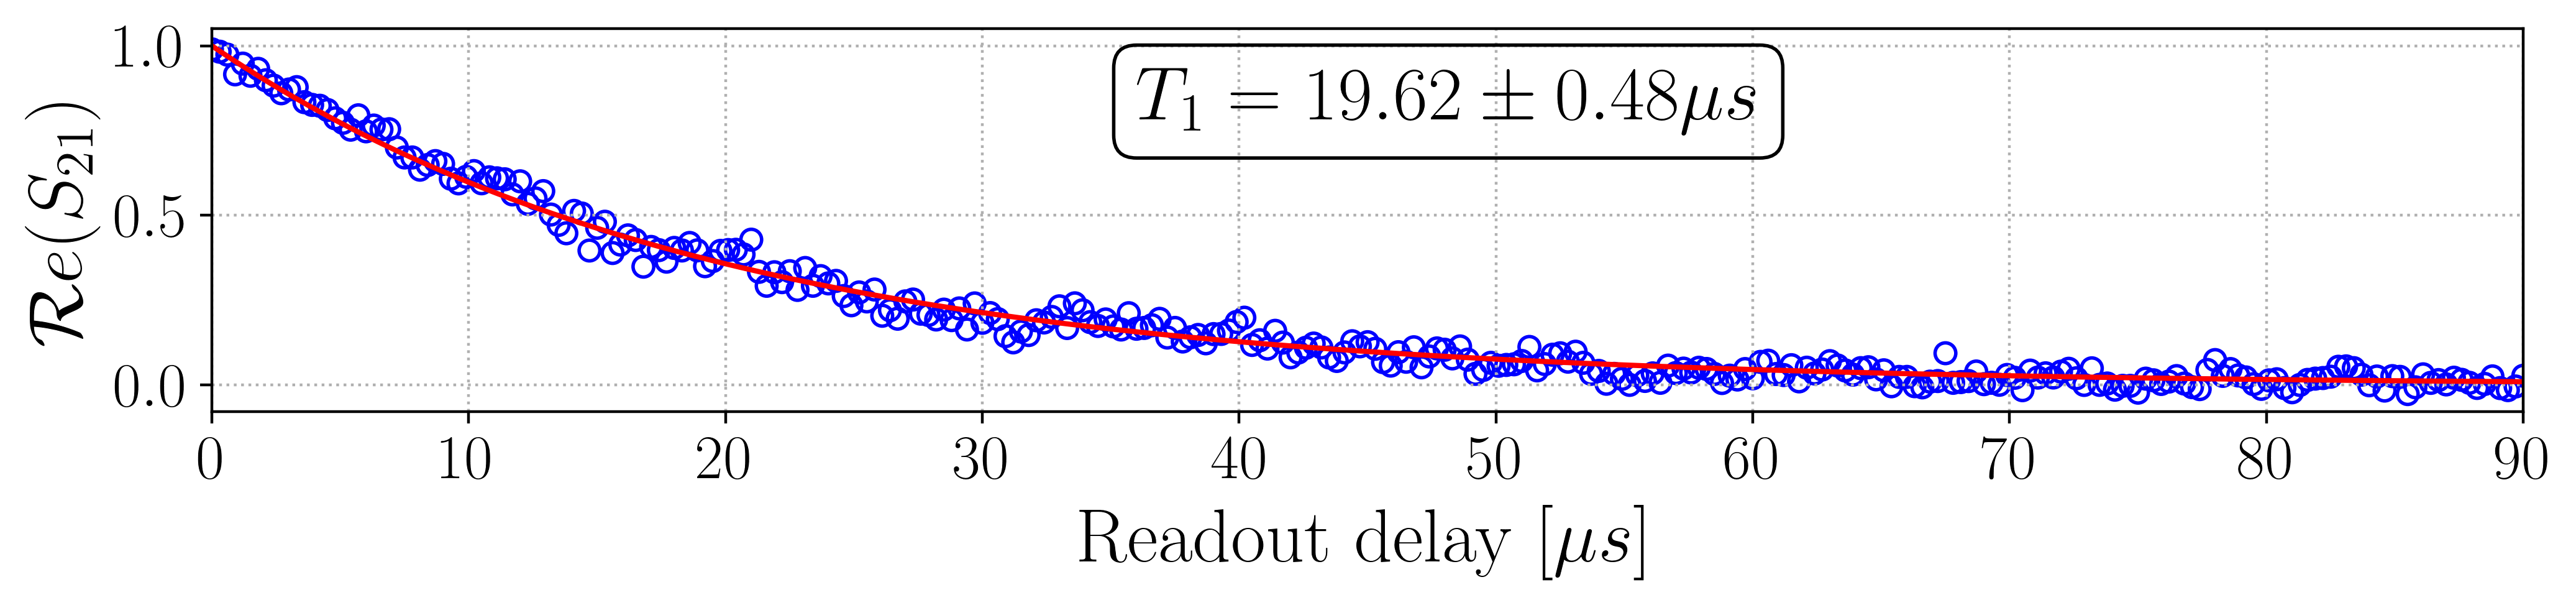 T₁ = 19.62 ± 0.48μs
ℛe(S₂₁)
1.0
0.5
0.0
0 10 20 30 40 50 60 70 80 90
Readout delay [μs]